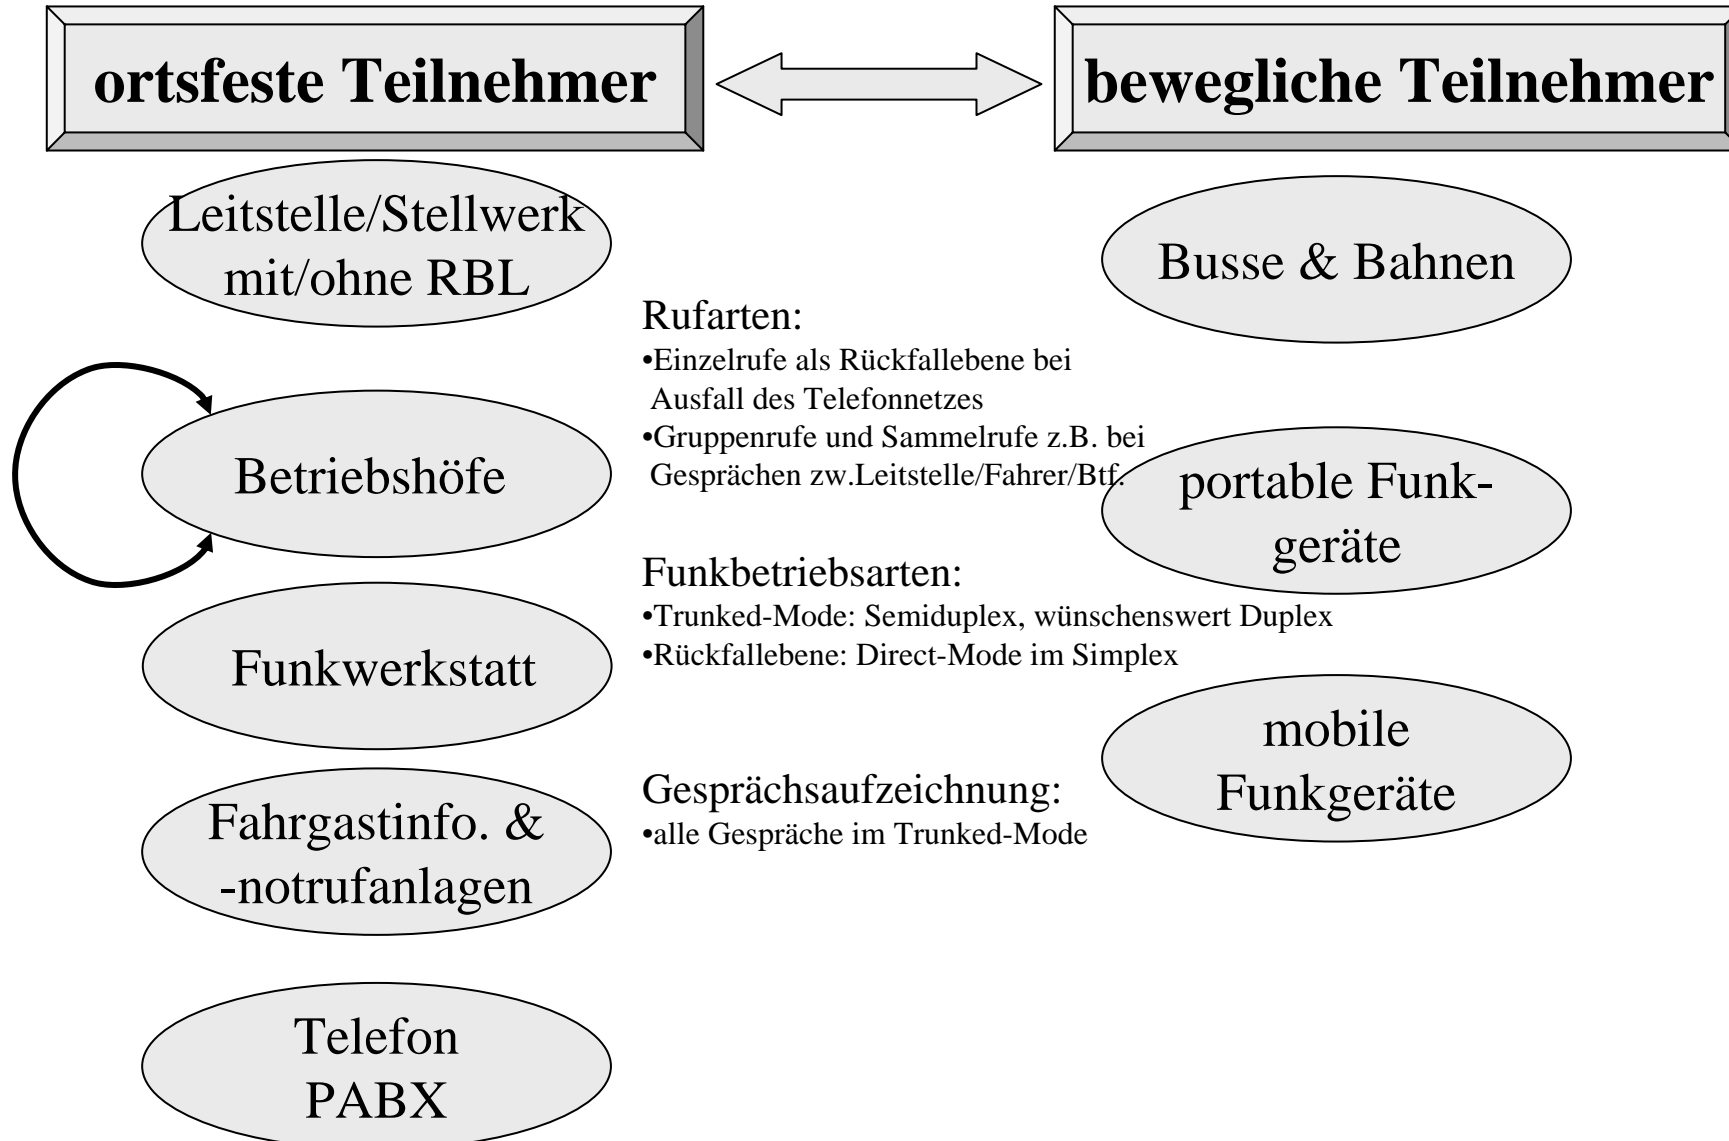 ortsfeste Teilnehmer
bewegliche Teilnehmer
Leitstelle/Stellwerk
mit/ohne RBL
Betriebshöfe
Funkwerkstatt
Fahrgastinfo. &
-notrufanlagen
Telefon
PABX
Rufarten:
•Einzelrufe als Rückfallebene bei
Ausfall des Telefonnetzes
•Gruppenrufe und Sammelrufe z.B. bei
Gesprächen zw.Leitstelle/Fahrer/Btf.
Funkbetriebsarten:
•Trunked-Mode: Semiduplex, wünschenswert Duplex
•Rückfallebene: Direct-Mode im Simplex
Gesprächsaufzeichnung:
•alle Gespräche im Trunked-Mode
Busse & Bahnen
portable Funk-
geräte
mobile
Funkgeräte